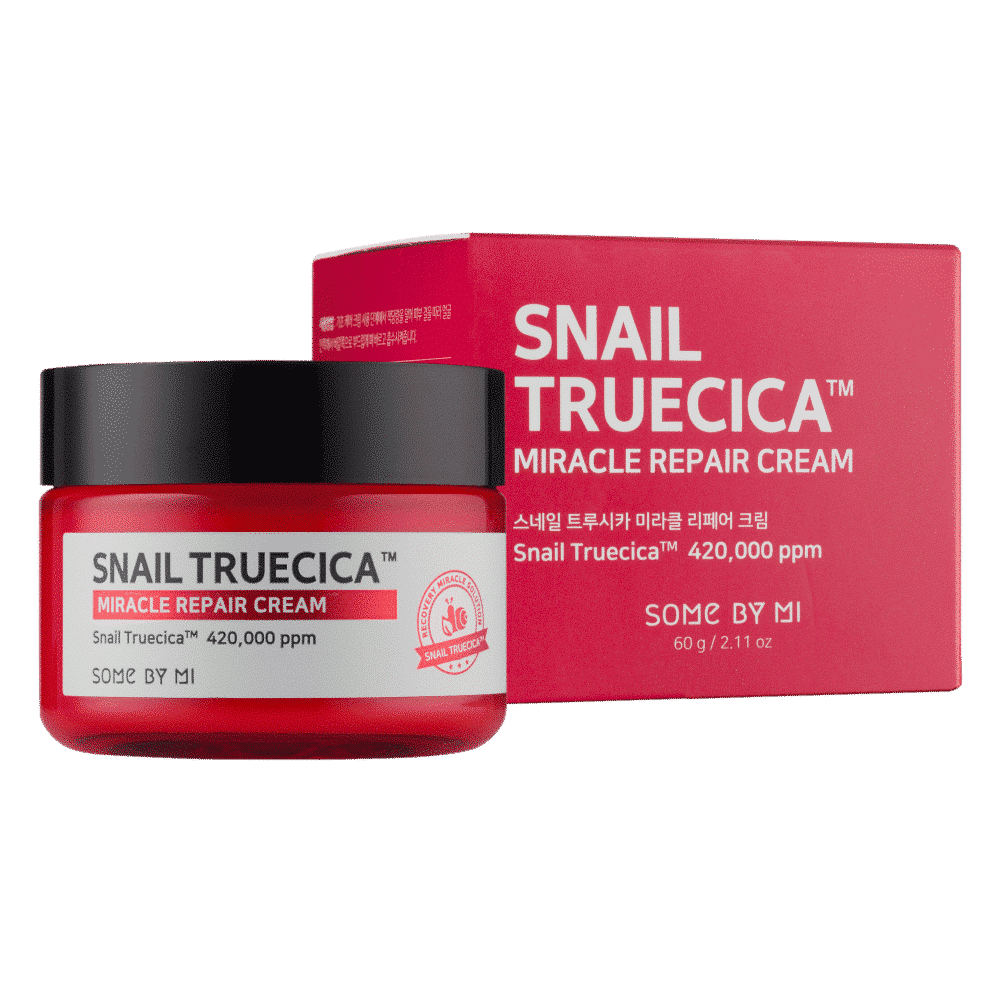 SNAIL
TRUECICA™
MIRACLE REPAIR CREAM
스네일 트루시카 미라클 리페어 크림
Snail Truecica™ 420,000 ppm
SOME BY MI
60 g / 2.11 oz
SNAIL TRUECICA™
MIRACLE REPAIR CREAM
Snail Truecica™ 420,000 ppm
SOME BY MI
RECOVERY MIRACLE SOLUTION
SNAIL TRUECICA™